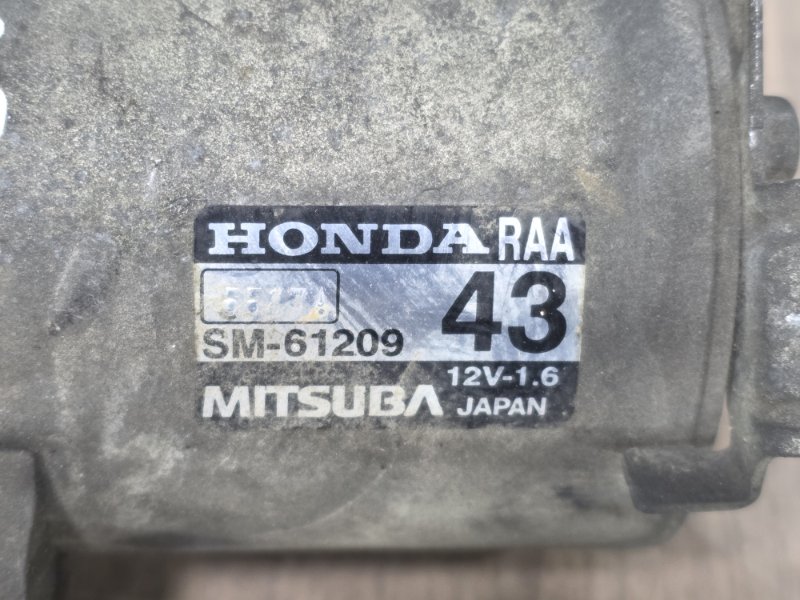 HONDA RAA
43
SM-61209
12V-1.6
MITSUBA JAPAN